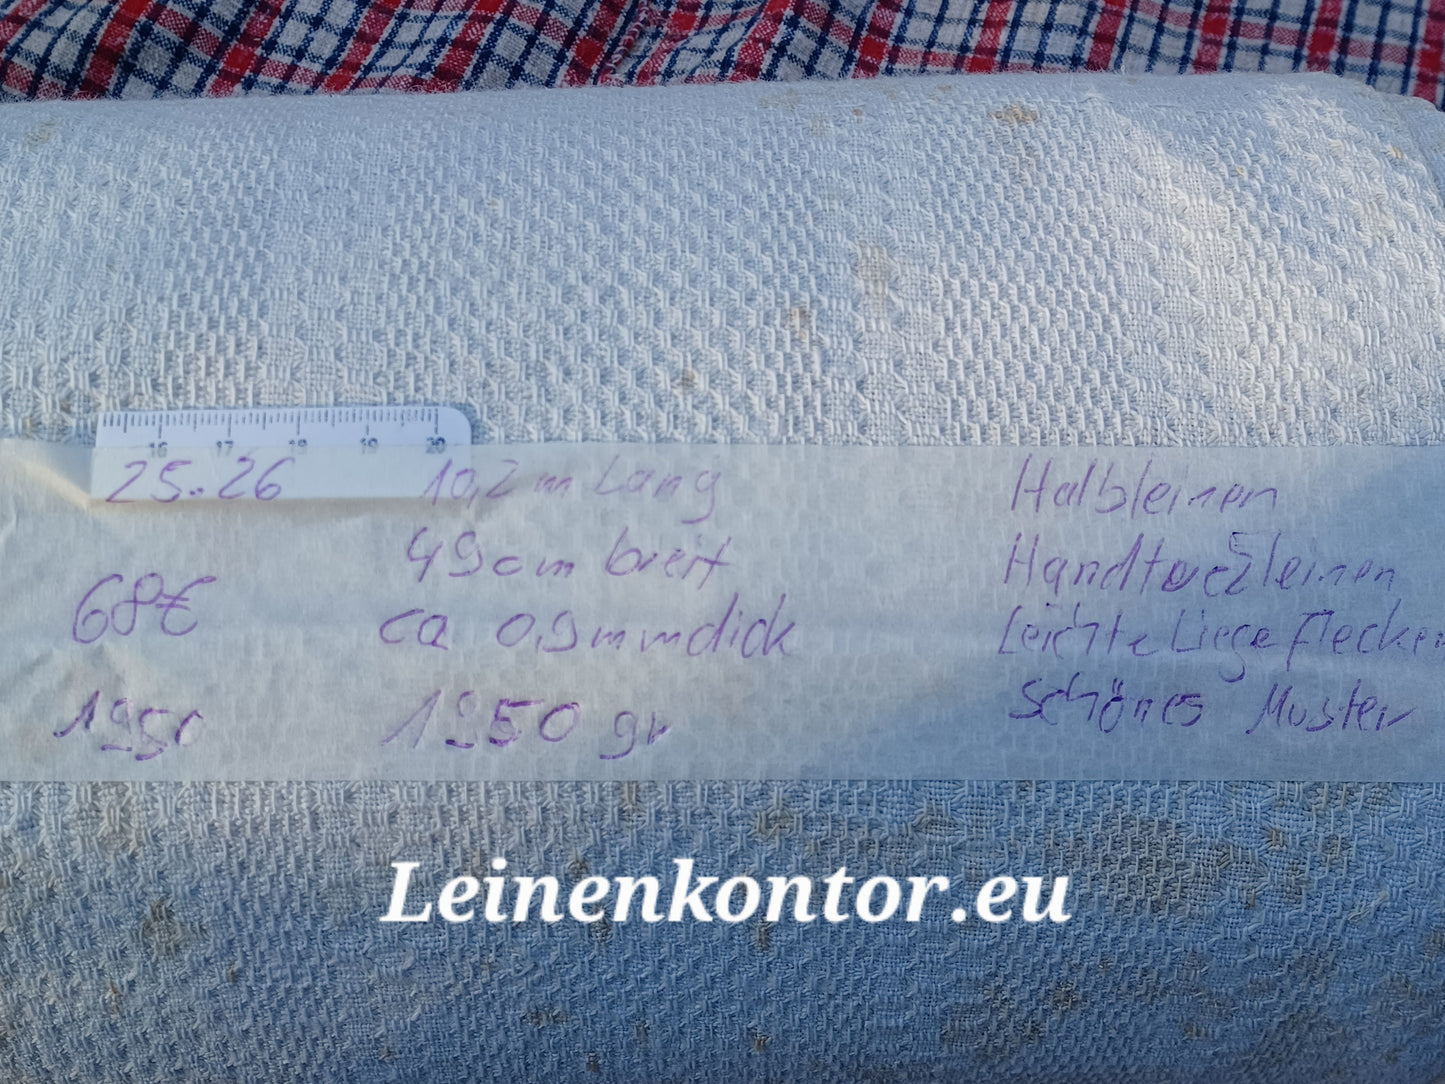 16 17 18 19 20
25.26
68€
1950
10,2 m Lang
49cm breit
ca 0,9mm dick
1950 gr
Halbleinen
Handtuchleinen
Leichte Liegeflecken
Schönes Muster
Leinenkontor.eu